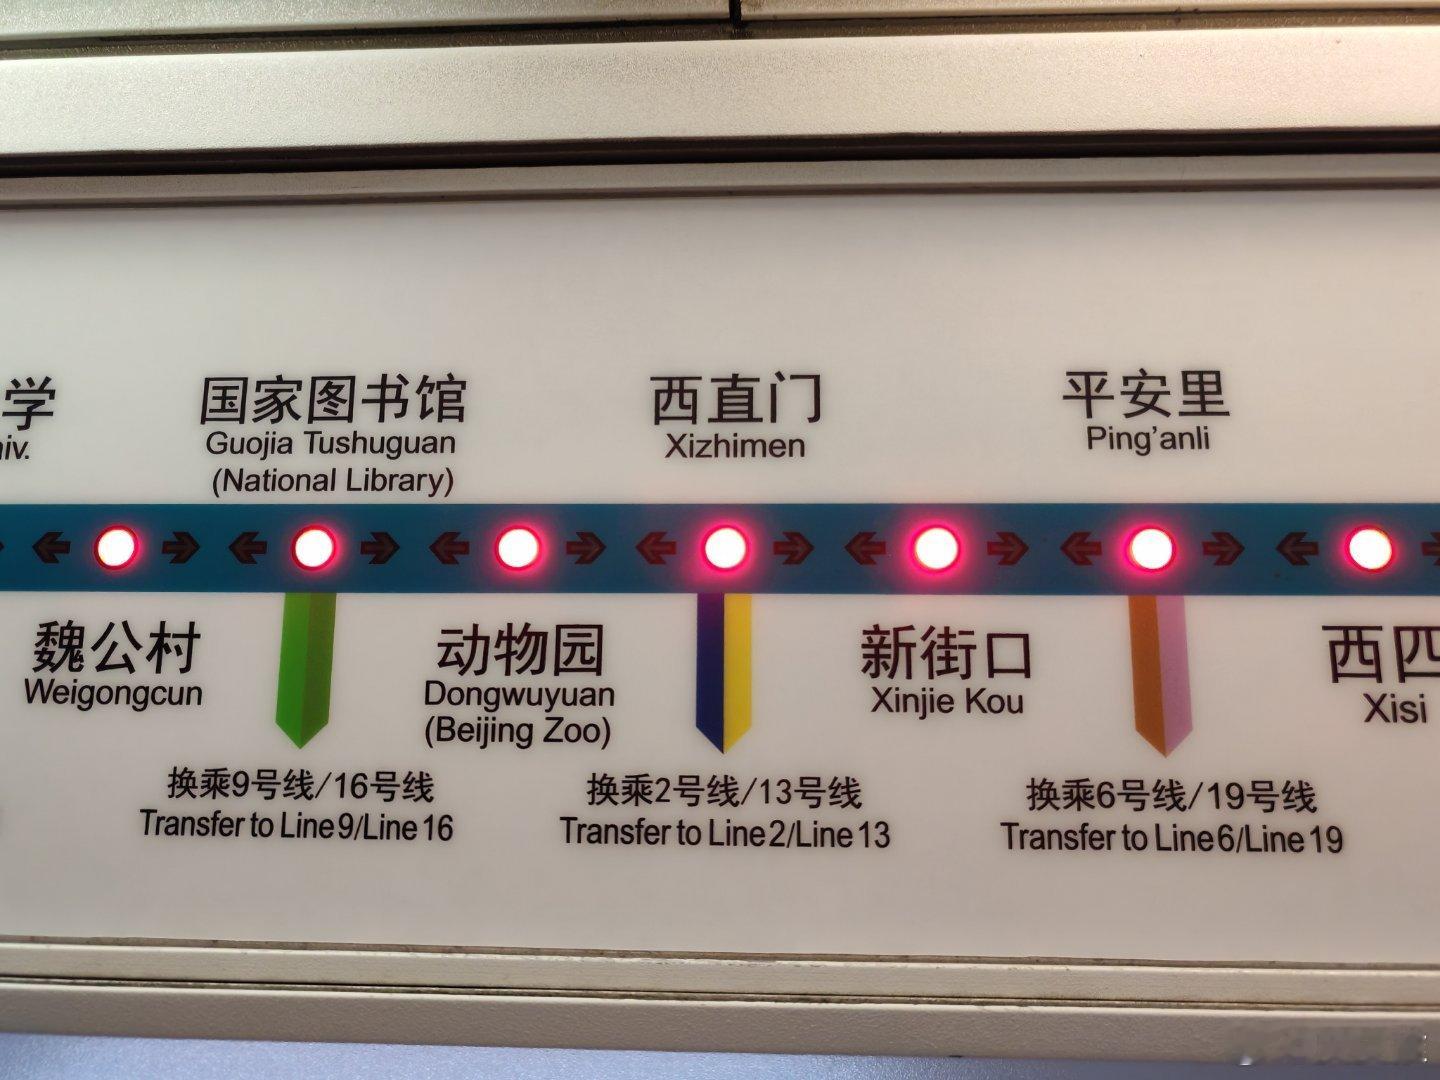 学
iv.
国家图书馆
Guojia Tushuguan
(National Library)
西直门
Xizhimen
平安里
Ping'anli
魏公村
Weigongcun
动物园
Dongwuyuan
(Beijing Zoo)
新街口
Xinjie Kou
西四
Xisi
换乘9号线/16号线
Transfer to Line 9/Line 16
换乘2号线/13号线
Transfer to Line 2/Line 13
换乘6号线/19号线
Transfer to Line 6/Line 19